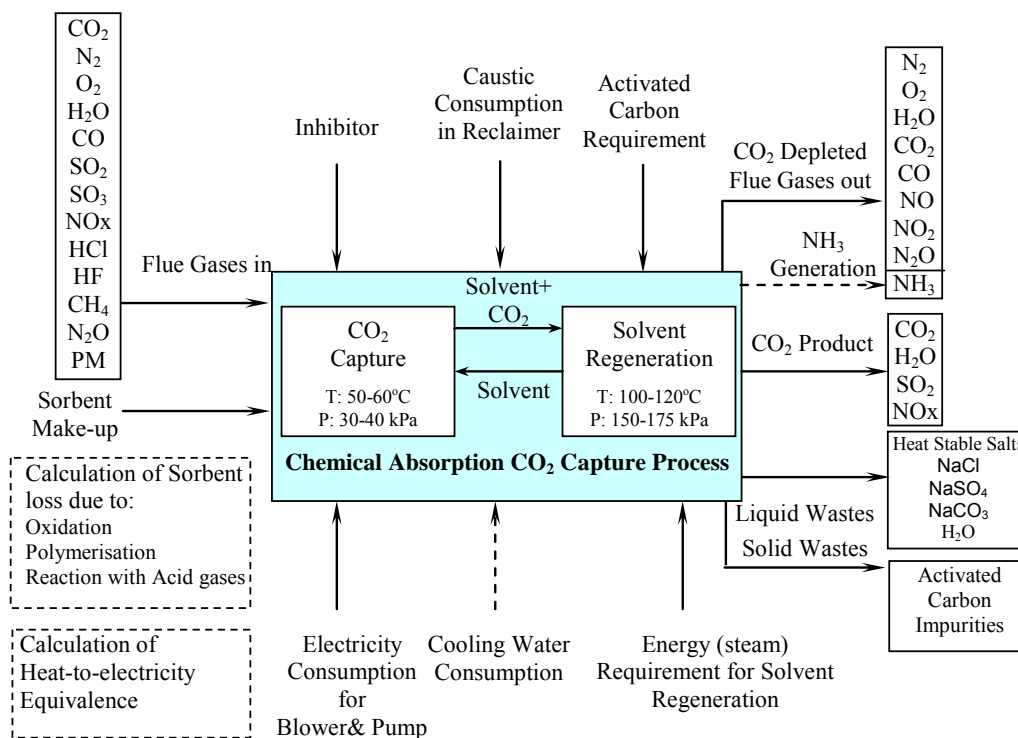 CO₂
N₂
O₂
H₂O
CO
SO₂
SO₃
NOx
HCl
HF
CH₄
N₂O
PM
Flue Gases in
Sorbent
Make-up
Inhibitor
Caustic
Consumption
in Reclaimer
Activated
Carbon
Requirement
CO₂ Depleted
Flue Gases out
NH₃
Generation
N₂
O₂
H₂O
CO₂
CO
NO
NO₂
N₂O
NH₃
Solvent+
CO₂
CO₂
Capture
T: 50-60°C
P: 30-40 kPa
Solvent
Solvent
Regeneration
T: 100-120°C
P: 150-175 kPa
Chemical Absorption CO₂ Capture Process
CO₂ Product
CO₂
H₂O
SO₂
NOx
Liquid Wastes
Heat Stable Salts
NaCl
NaSO₄
NaCO₃
H₂O
Solid Wastes
Activated
Carbon
Impurities
Calculation of Sorbent
loss due to:
Oxidation
Polymerisation
Reaction with Acid gases
Calculation of
Heat-to-electricity
Equivalence
Electricity
Consumption
for
Blower& Pump
Cooling Water
Consumption
Energy (steam)
Requirement for Solvent
Regeneration